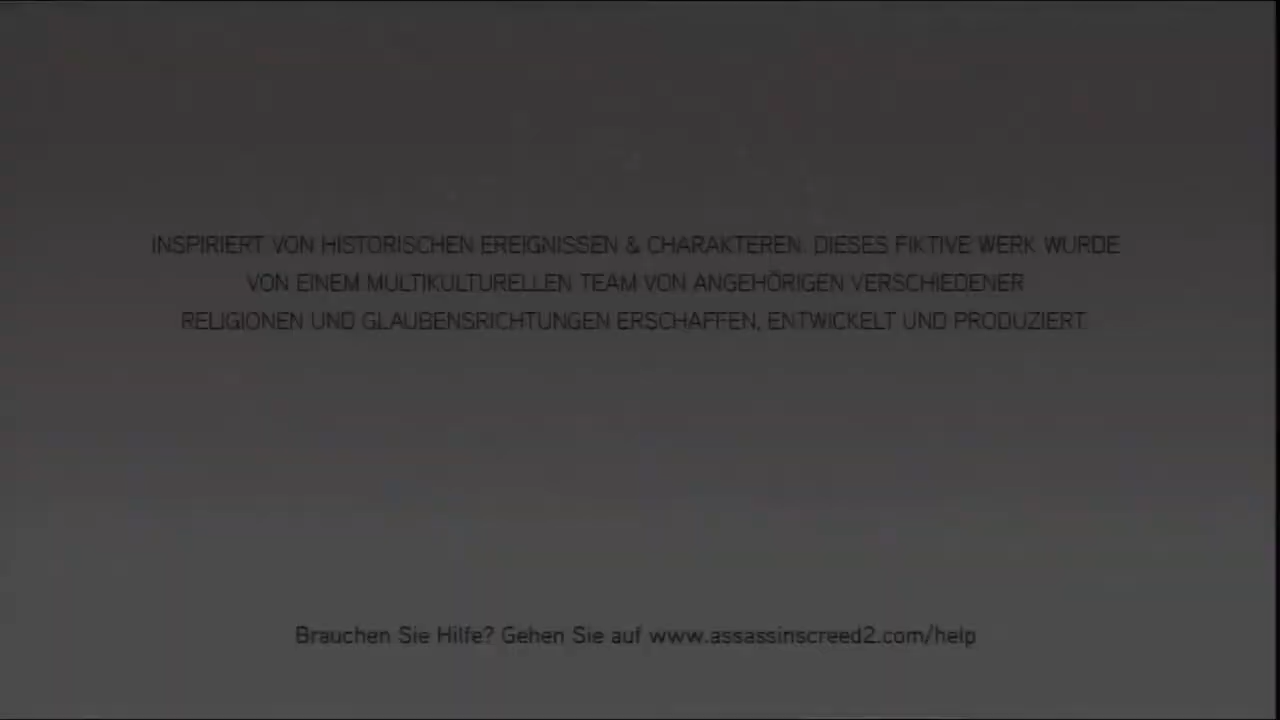 INSPIRIERT VON HISTORISCHEN EREIGNISSEN & CHARAKTEREN. DIESES FIKTIVE WERK WURDE
VON EINEM MULTIKULTURELLEN TEAM VON ANGEHÖRIGEN VERSCHIEDENER
RELIGIONEN UND GLAUBENSRICHTUNGEN ERSCHAFFEN, ENTWICKELT UND PRODUZIERT.
Brauchen Sie Hilfe? Gehen Sie auf www.assassinscreed2.com/help